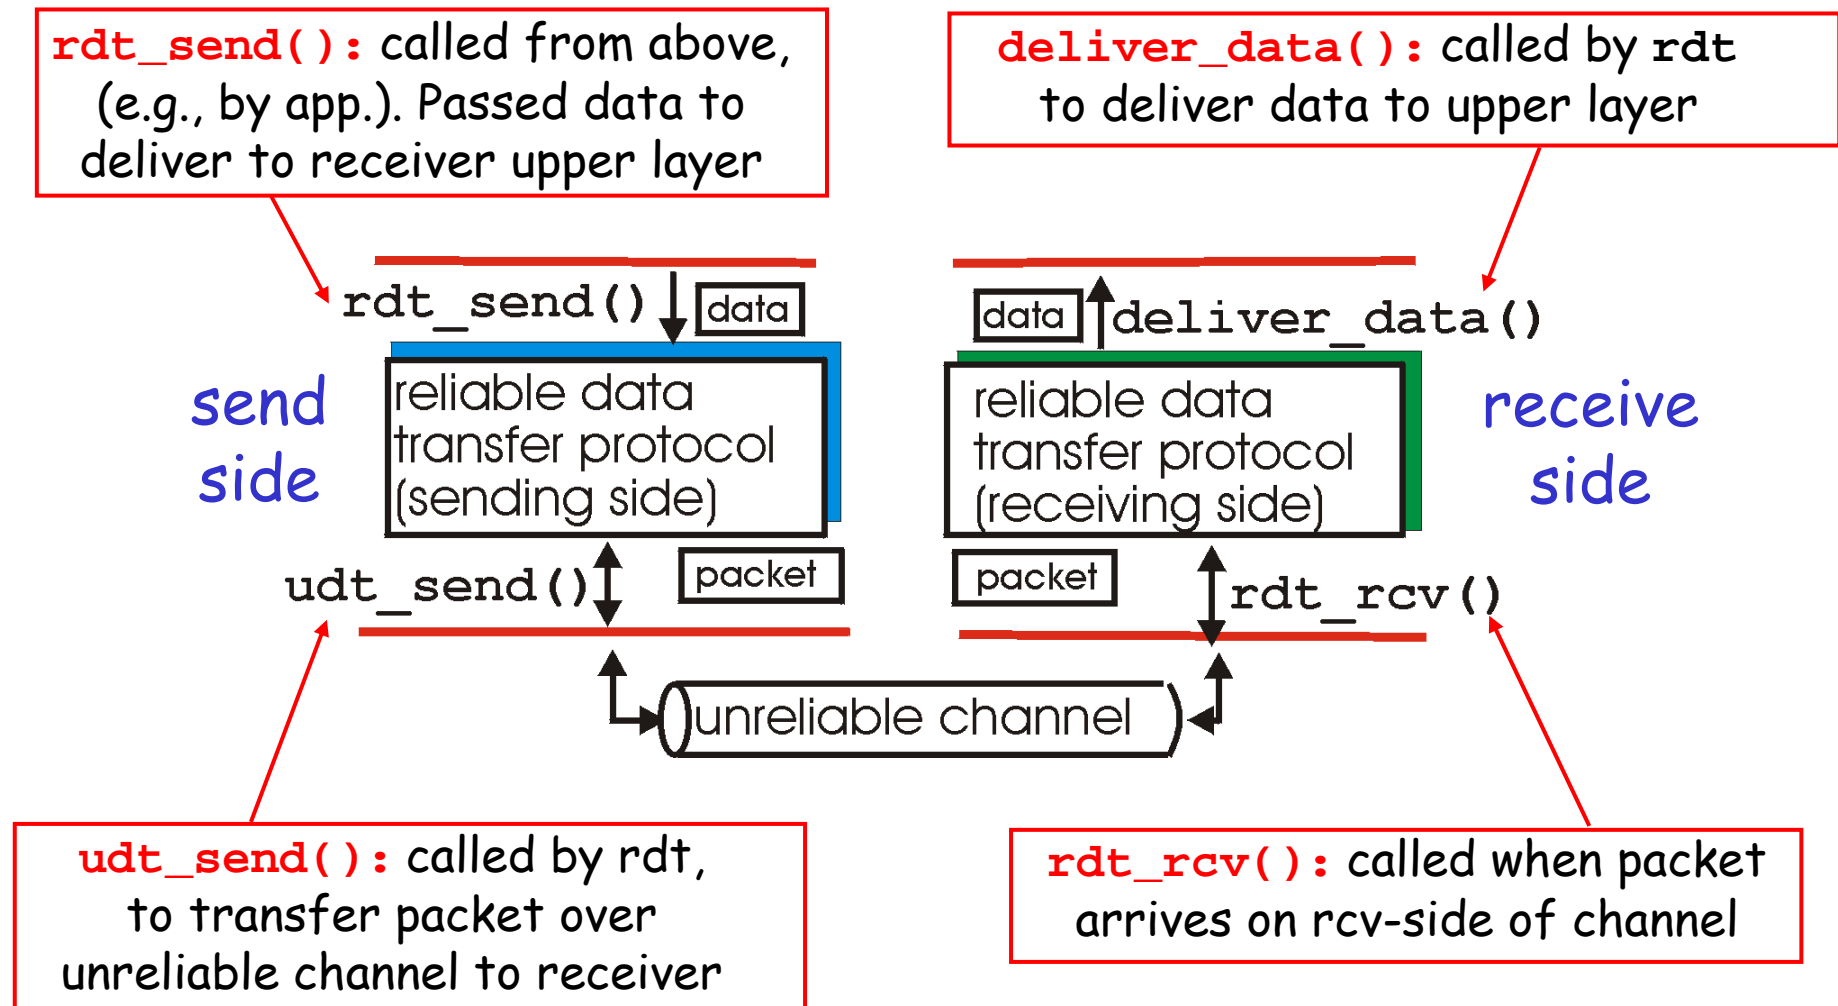 rdt_send(): called from above,
(e.g., by app.). Passed data to
deliver to receiver upper layer
deliver_data(): called by rdt
to deliver data to upper layer
rdt_send()
data
data
deliver_data()
send
side
reliable data
transfer protocol
(sending side)
reliable data
transfer protocol
(receiving side)
receive
side
udt_send()
packet
packet
rdt_rcv()
unreliable channel
udt_send(): called by rdt,
to transfer packet over
unreliable channel to receiver
rdt_rcv(): called when packet
arrives on rcv-side of channel